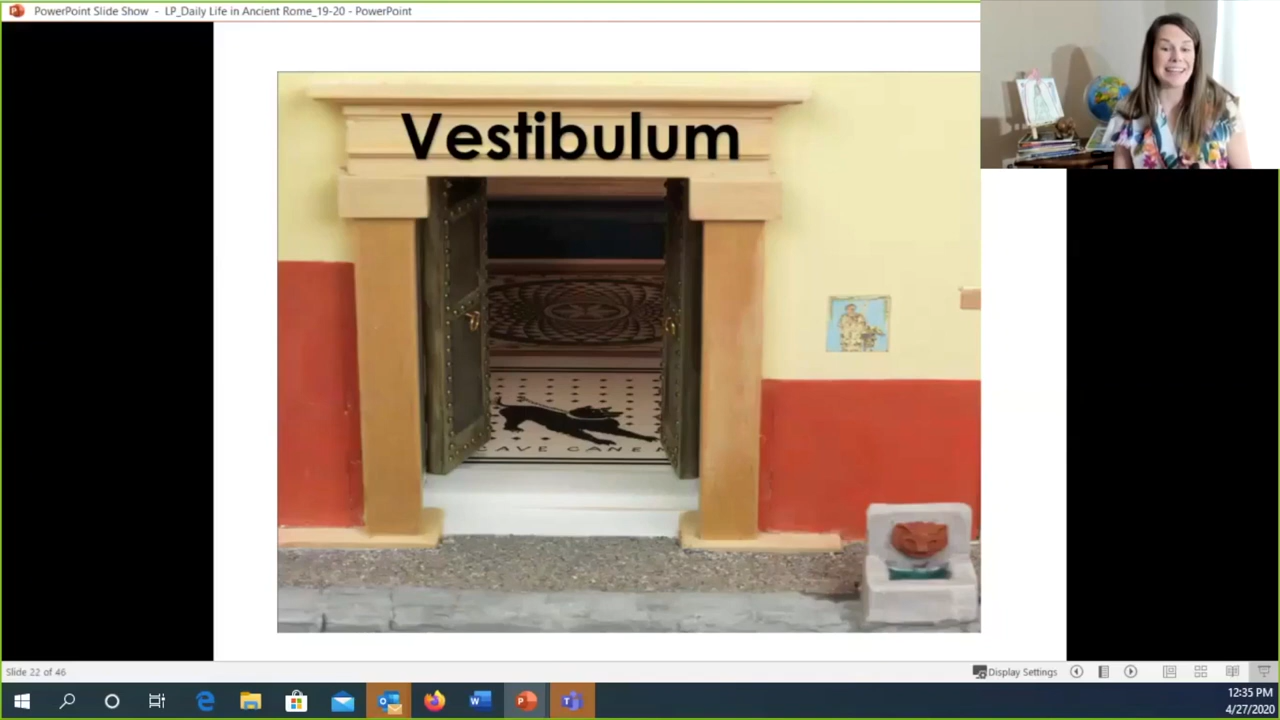 PowerPoint Slide Show - LP_Daily Life in Ancient Rome_19-20 - PowerPoint
Vestibulum
CAVE CANE
Slide 22 of 46
Display Settings
12:35 PM
4/27/2020